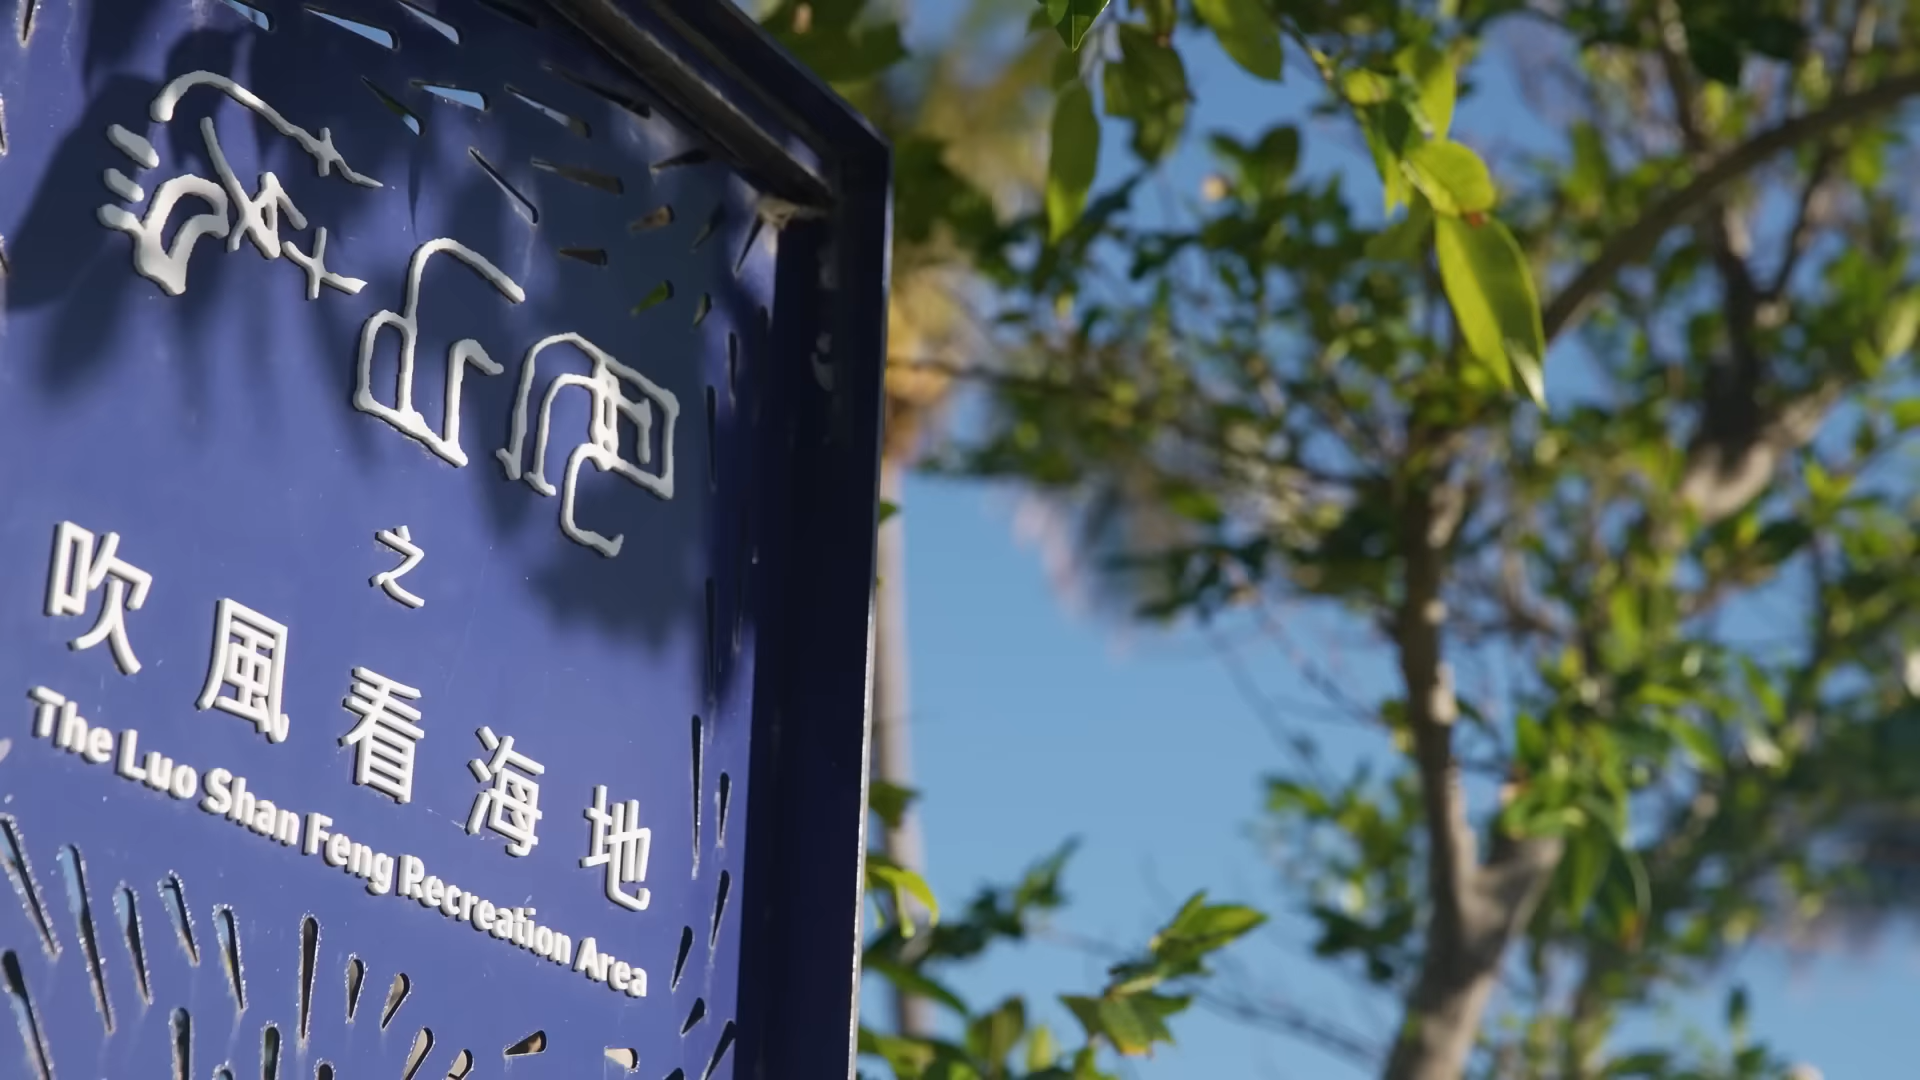 之
吹風看海地
The Luo Shan Feng Recreation Area